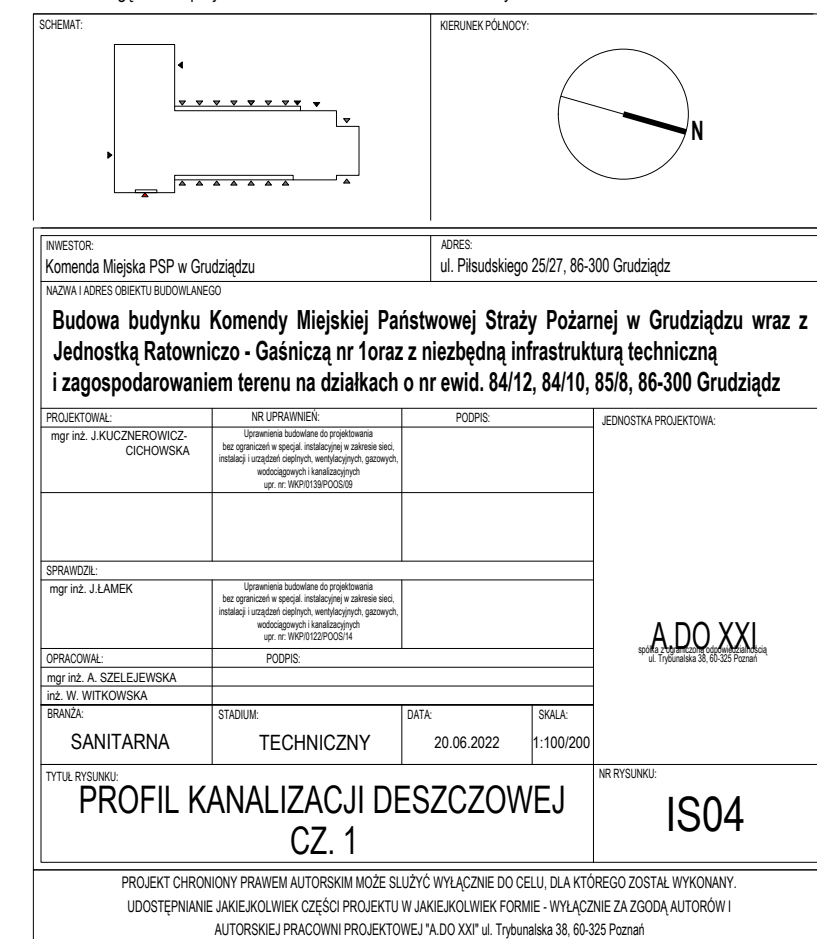 SCHEMAT:
KIERUNEK PÓŁNOCY:
N
INWESTOR:
Komenda Miejska PSP w Grudziądzu
ADRES:
ul. Piłsudskiego 25/27, 86-300 Grudziądz
NAZWA I ADRES OBIEKTU BUDOWLANEGO
Budowa budynku Komendy Miejskiej Państwowej Straży Pożarnej w Grudziądzu wraz z
Jednostką Ratowniczo - Gaśniczą nr 1oraz z niezbędną infrastrukturą techniczną
i zagospodarowaniem terenu na działkach o nr ewid. 84/12, 84/10, 85/8, 86-300 Grudziądz
PROJEKTOWAŁ:
NR UPRAWNIEŃ:
PODPIS:
JEDNOSTKA PROJEKTOWA:
mgr inż. J.KUCZNEROWICZ-
CICHOWSKA
Uprawnienia budowlane do projektowania
bez ograniczeń w specjal. instalacyjnej w zakresie sieci,
instalacji i urządzeń cieplnych, wentylacyjnych, gazowych,
wodociągowych i kanalizacyjnych
upr. nr: WKP/0139/POOS/09
SPRAWDZIŁ:
mgr inż. J.ŁAMEK
Uprawnienia budowlane do projektowania
bez ograniczeń w specjal. instalacyjnej w zakresie sieci,
instalacji i urządzeń cieplnych, wentylacyjnych, gazowych,
wodociągowych i kanalizacyjnych
upr. nr: WKP/0122/POOS/14
A.DO XXI
spółka z ograniczoną odpowiedzialnością
ul. Trybunalska 38, 60-325 Poznań
OPRACOWAŁ:
PODPIS:
mgr inż. A. SZELEJEWSKA
inż. W. WITKOWSKA
BRANŻA:
STADIUM:
DATA:
SKALA:
SANITARNA
TECHNICZNY
20.06.2022
1:100/200
TYTUŁ RYSUNKU:
PROFIL KANALIZACJI DESZCZOWEJ
CZ. 1
NR RYSUNKU:
IS04
PROJEKT CHRONIONY PRAWEM AUTORSKIM MOŻE SLUŻYĆ WYŁĄCZNIE DO CELU, DLA KTÓREGO ZOSTAŁ WYKONANY.
UDOSTĘPNIANIE JAKIEJKOLWIEK CZĘŚCI PROJEKTU W JAKIEJKOLWIEK FORMIE - WYŁĄCZNIE ZA ZGODĄ AUTORÓW I
AUTORSKIEJ PRACOWNI PROJEKTOWEJ "A.DO XXI" ul. Trybunalska 38, 60-325 Poznań